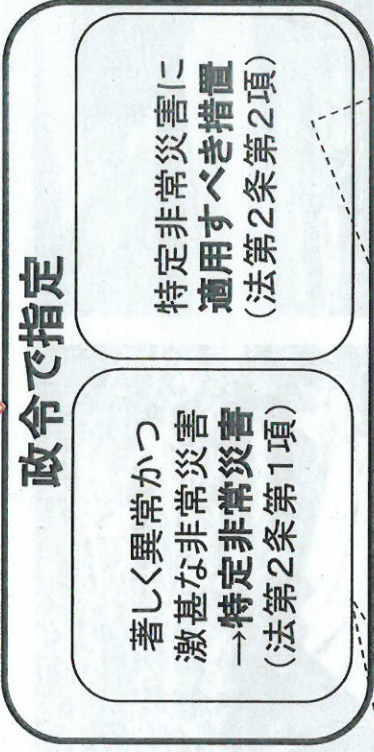 政令で指定
著しく異常かつ
激甚な非常災害
→特定非常災害
(法第2条第1項)
特定非常災害に
適用すべき措置
(法第2条第2項)